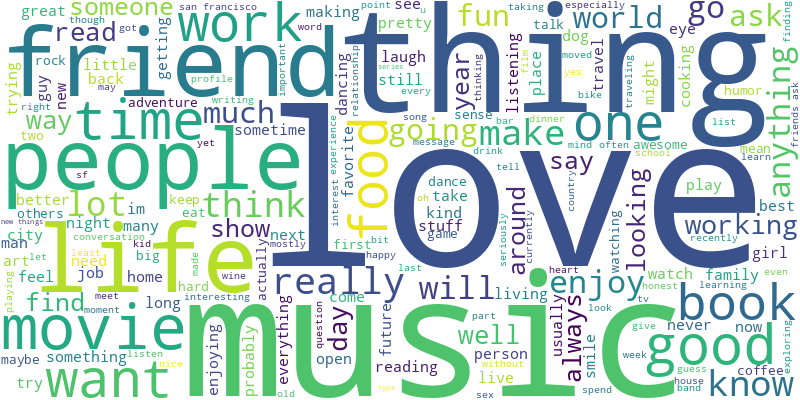 love
thing
music
friend
people
life
time
movie
want
work
book
good
food
one
make
really
will
enjoy
know
think
lot
much
way
find
going
say
fun
go
ask
anything
world
someone
read
looking
working
around
always
day
show
well
year
favorite
making
great
though
got
san francisco
word
point
u
taking
especially
see
pretty
talk
dog
eye
finding
rock
getting
important
relationship
laugh
still
listening
place
travel
traveling
might
cooking
humor
friends ask
little
back
guy
new
may
profile
dancing
every
thinking
series
film
yes
moved
bike
list
trying
right
writing
adventure
two
yet
sometime
sense
song
bar
dinner
mind often
awesome
mean
learn
message
drink
tell
school
sf
interest
experience
better
keep
eat
im
others
new things
night
many
dance
take
kind
oh
country
play
best
stuff
game
city
conversation
next
first
bit
seriously
currently
watching
girl
recently
man
kid
big
mostly
happy
actually
art
let
feel
least
need
job
made
home
wine
last
heart
watch
family
honest
even
playing
meet
moment
long
hard
interesting
come
future
living
look
tv
learning
exploring
part
usually
smile
give
never
now
maybe
something
listen
enjoying
probably
everything
question
open
person
without
week
guess
coffee
try
nice
old
reading
live
sex
type
spend
house
band